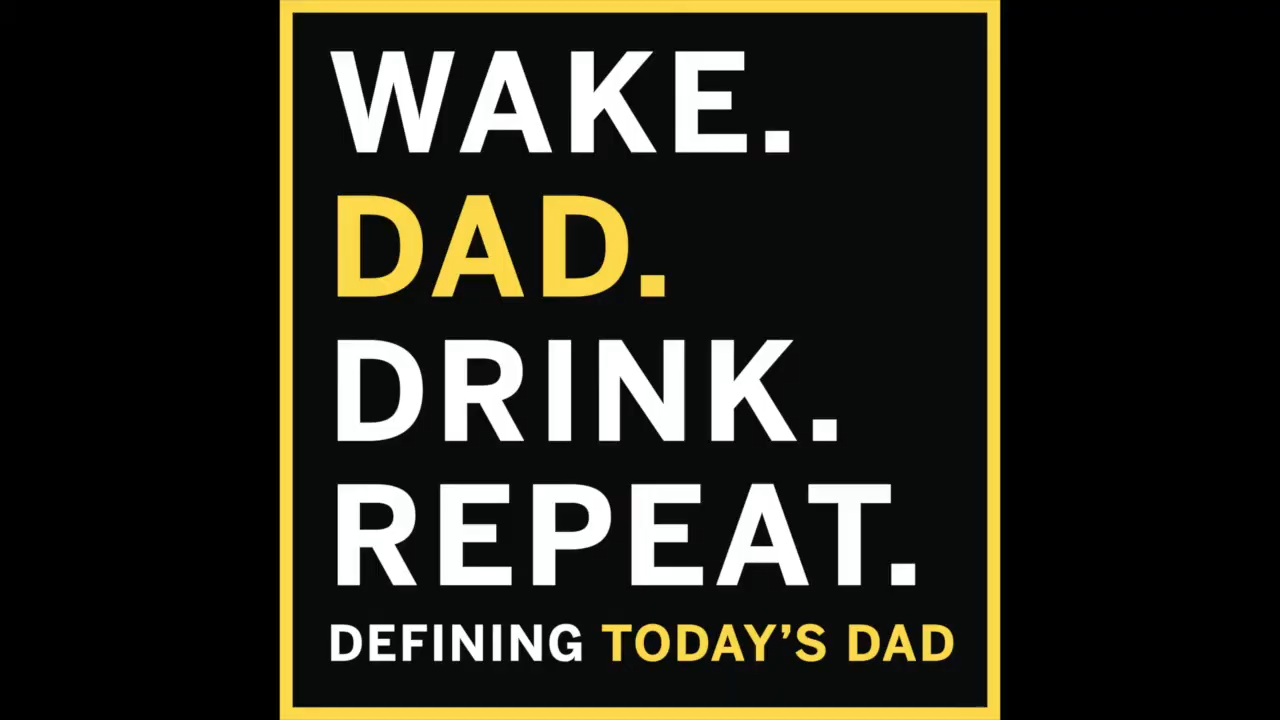 WAKE.
DAD.
DRINK.
REPEAT.
DEFINING TODAY'S DAD